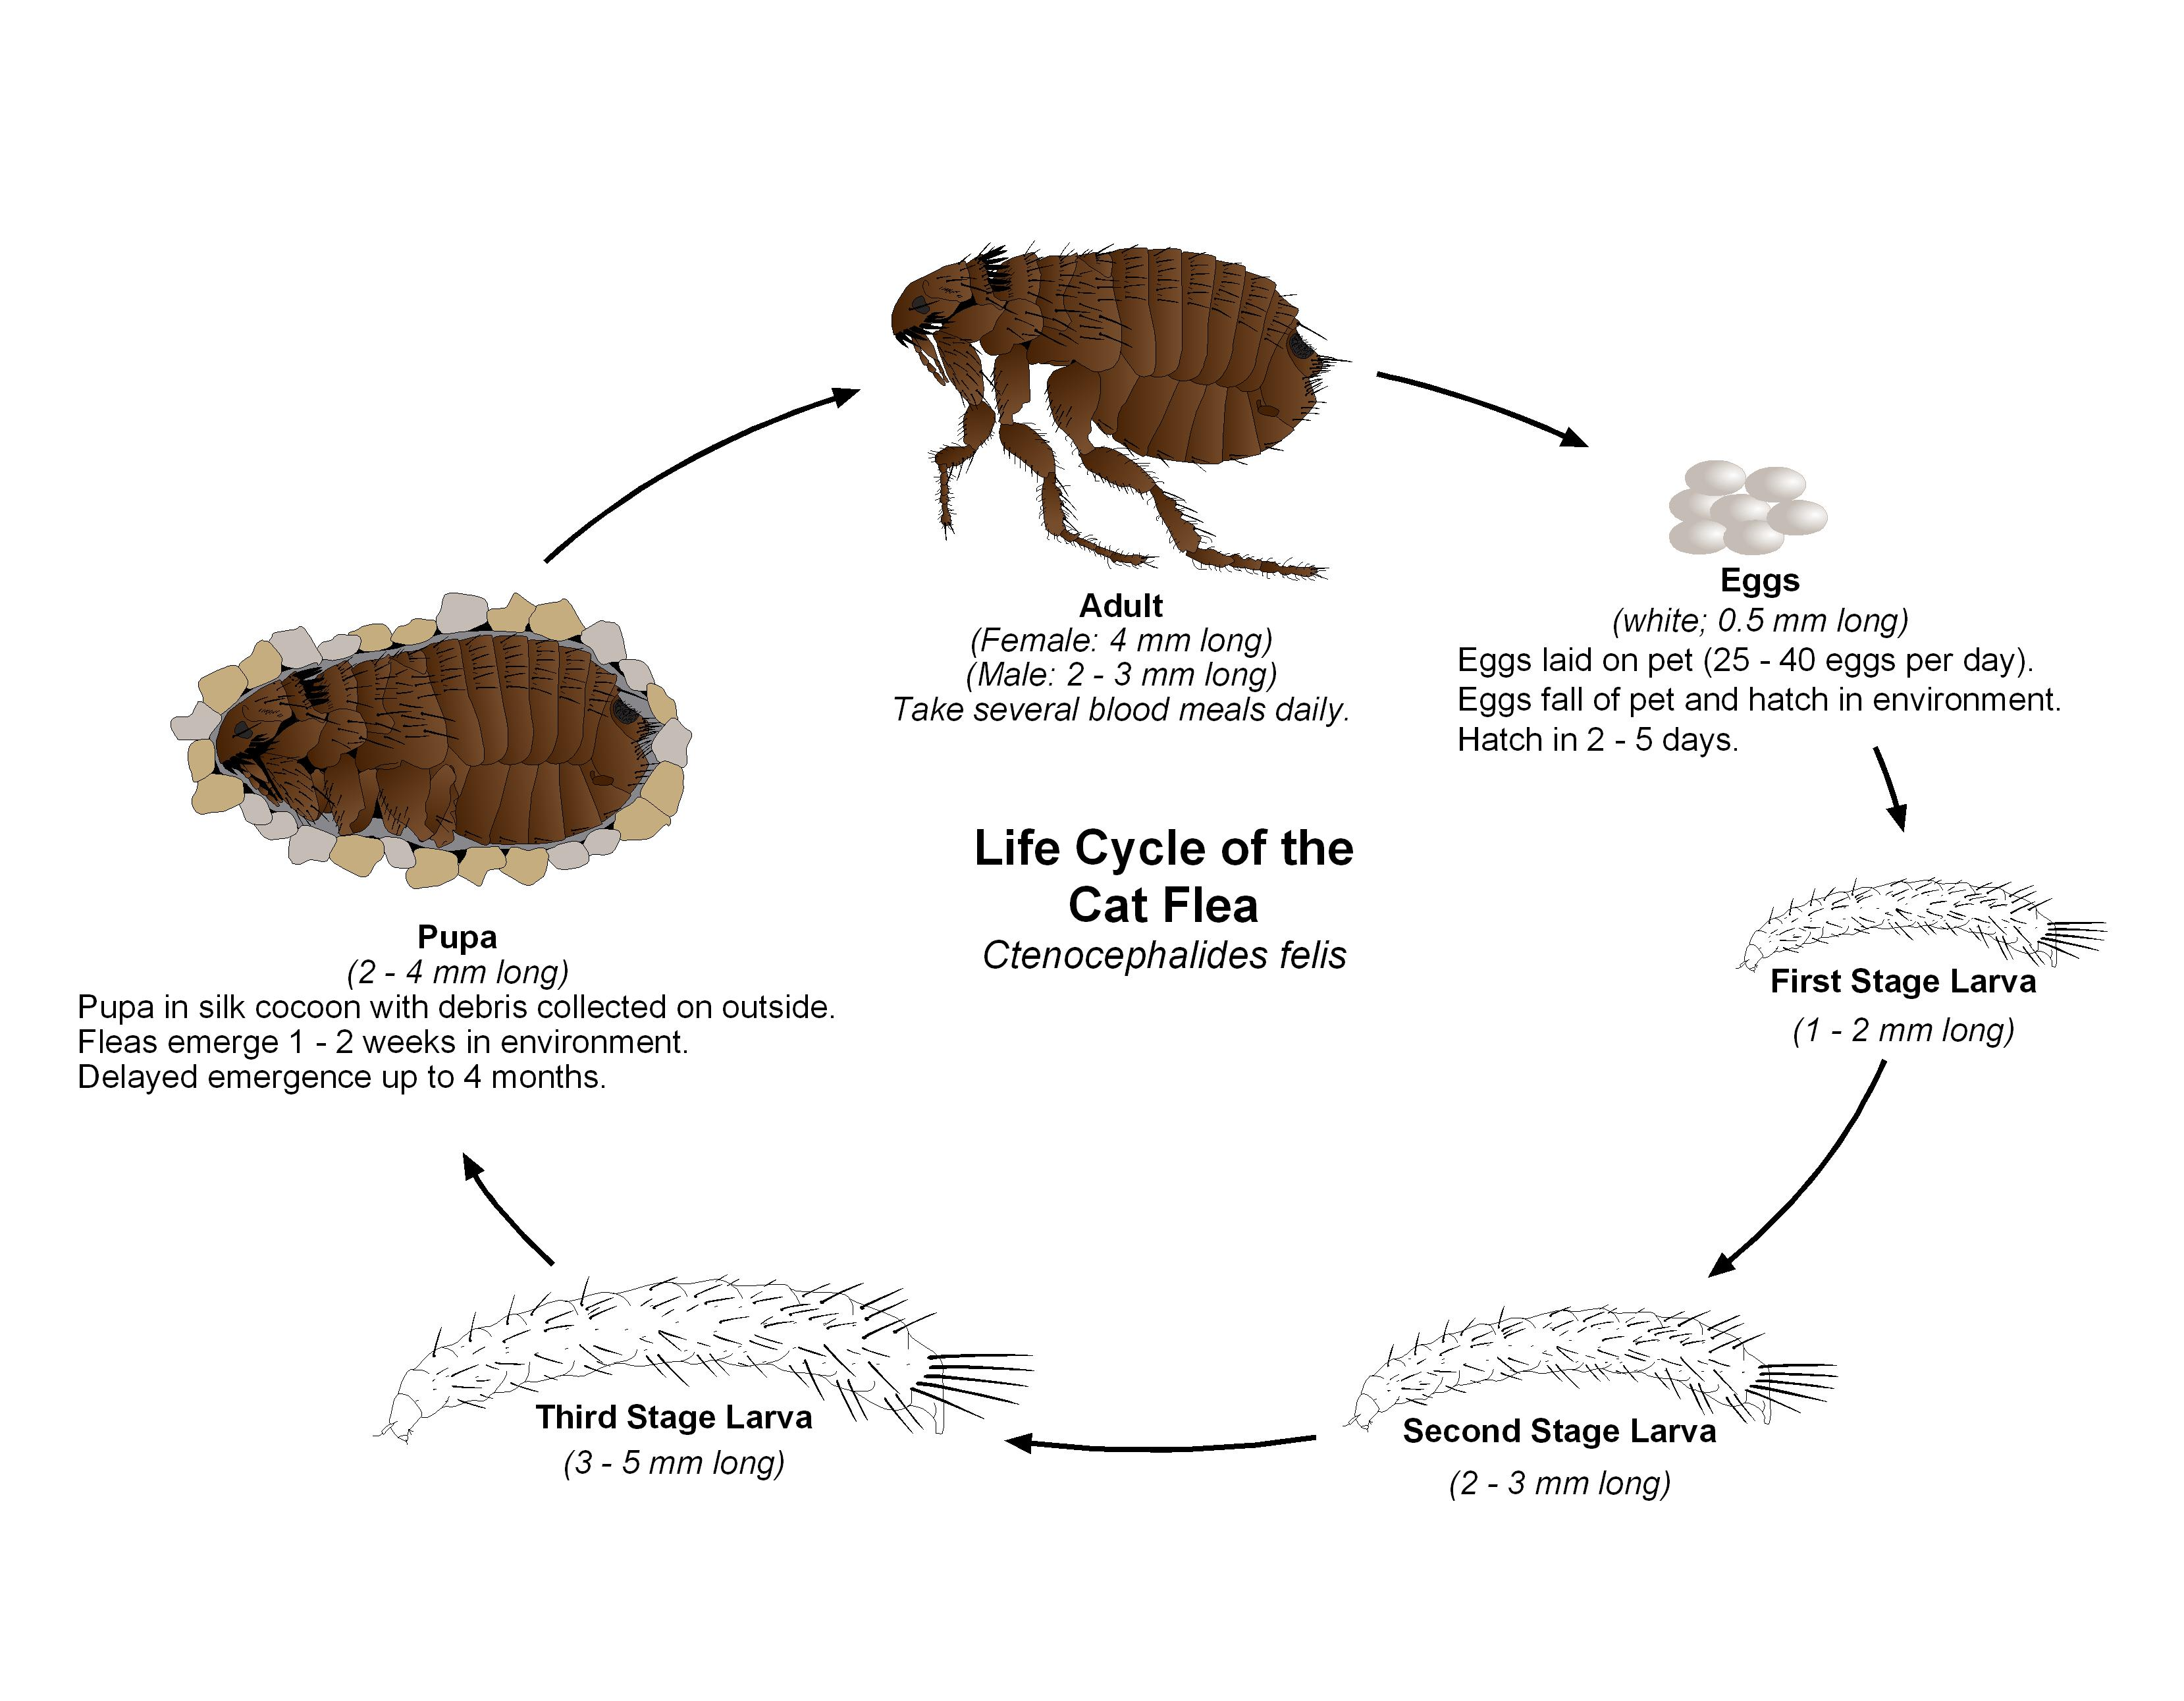 Adult
(Female: 4 mm long)
(Male: 2 - 3 mm long)
Take several blood meals daily.
Eggs
(white; 0.5 mm long)
Eggs laid on pet (25 - 40 eggs per day).
Eggs fall of pet and hatch in environment.
Hatch in 2 - 5 days.
Life Cycle of the
Cat Flea
Ctenocephalides felis
First Stage Larva
(1 - 2 mm long)
Second Stage Larva
(2 - 3 mm long)
Third Stage Larva
(3 - 5 mm long)
Pupa
(2 - 4 mm long)
Pupa in silk cocoon with debris collected on outside.
Fleas emerge 1 - 2 weeks in environment.
Delayed emergence up to 4 months.